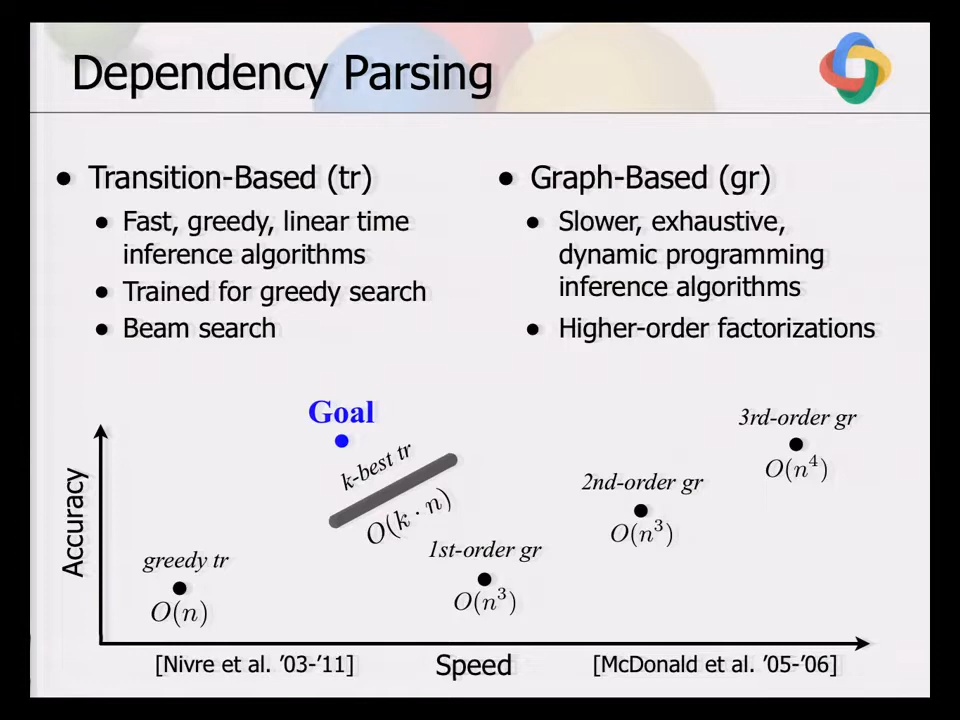 Dependency Parsing
● Transition-Based (tr)
● Fast, greedy, linear time
inference algorithms
● Trained for greedy search
● Beam search
● Graph-Based (gr)
● Slower, exhaustive,
dynamic programming
inference algorithms
● Higher-order factorizations
Accuracy
Goal
k-best tr
O(k · n)
greedy tr
O(n)
1st-order gr
O(n³)
2nd-order gr
O(n³)
3rd-order gr
O(n⁴)
[Nivre et al. ’03-’11]
Speed
[McDonald et al. ’05-’06]